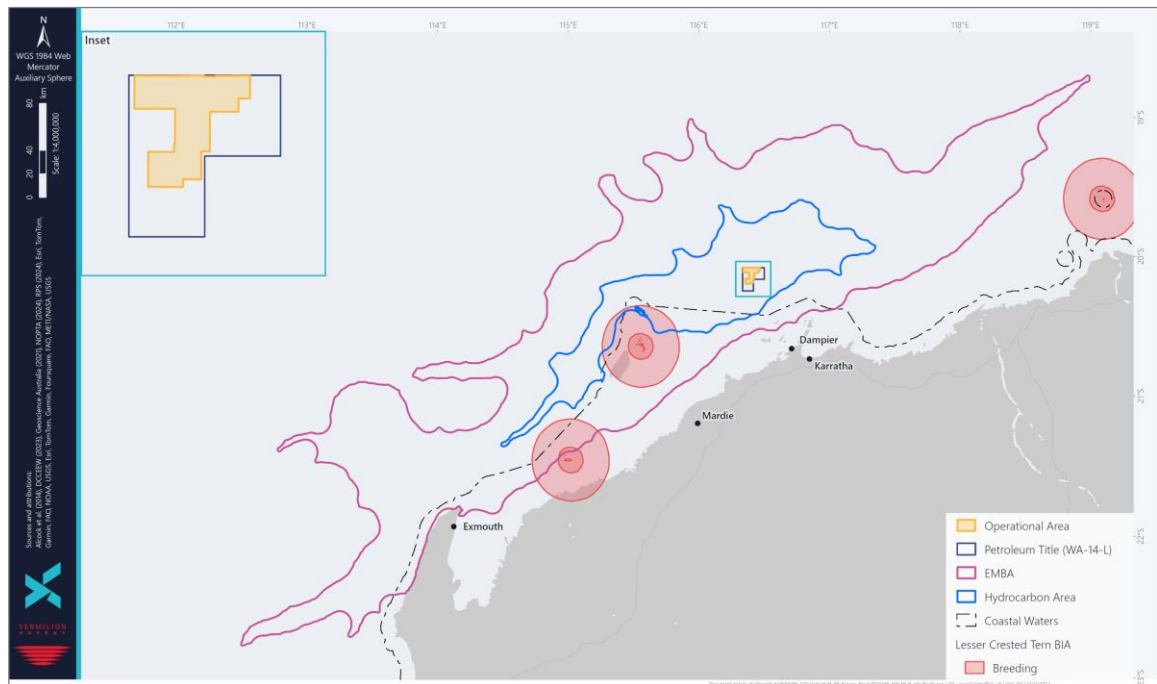 N
WGS 1984 Web
Mercator
Auxiliary Sphere
0 20 40 80
km
Scale: 1:4,000,000
Sources and attributions:
Alcock et al. (2014), DCCEEW (2023), Geoscience Australia (2021), NOPTA (2024), RPS (2024), Esri, TomTom,
Garmin, FAO, NOAA, USGS, Esri, TomTom, Garmin, Foursquare, FAO, METI/NASA, USGS
VERMILION
ENERGY
112°E 113°E 114°E 115°E 116°E 117°E 118°E 119°E
Inset
19°S
20°S
21°S
22°S
23°S
Dampier
Karratha
Mardie
Exmouth
Operational Area
Petroleum Title (WA-14-L)
EMBA
Hydrocarbon Area
Coastal Waters
Lesser Crested Tern BIA
Breeding